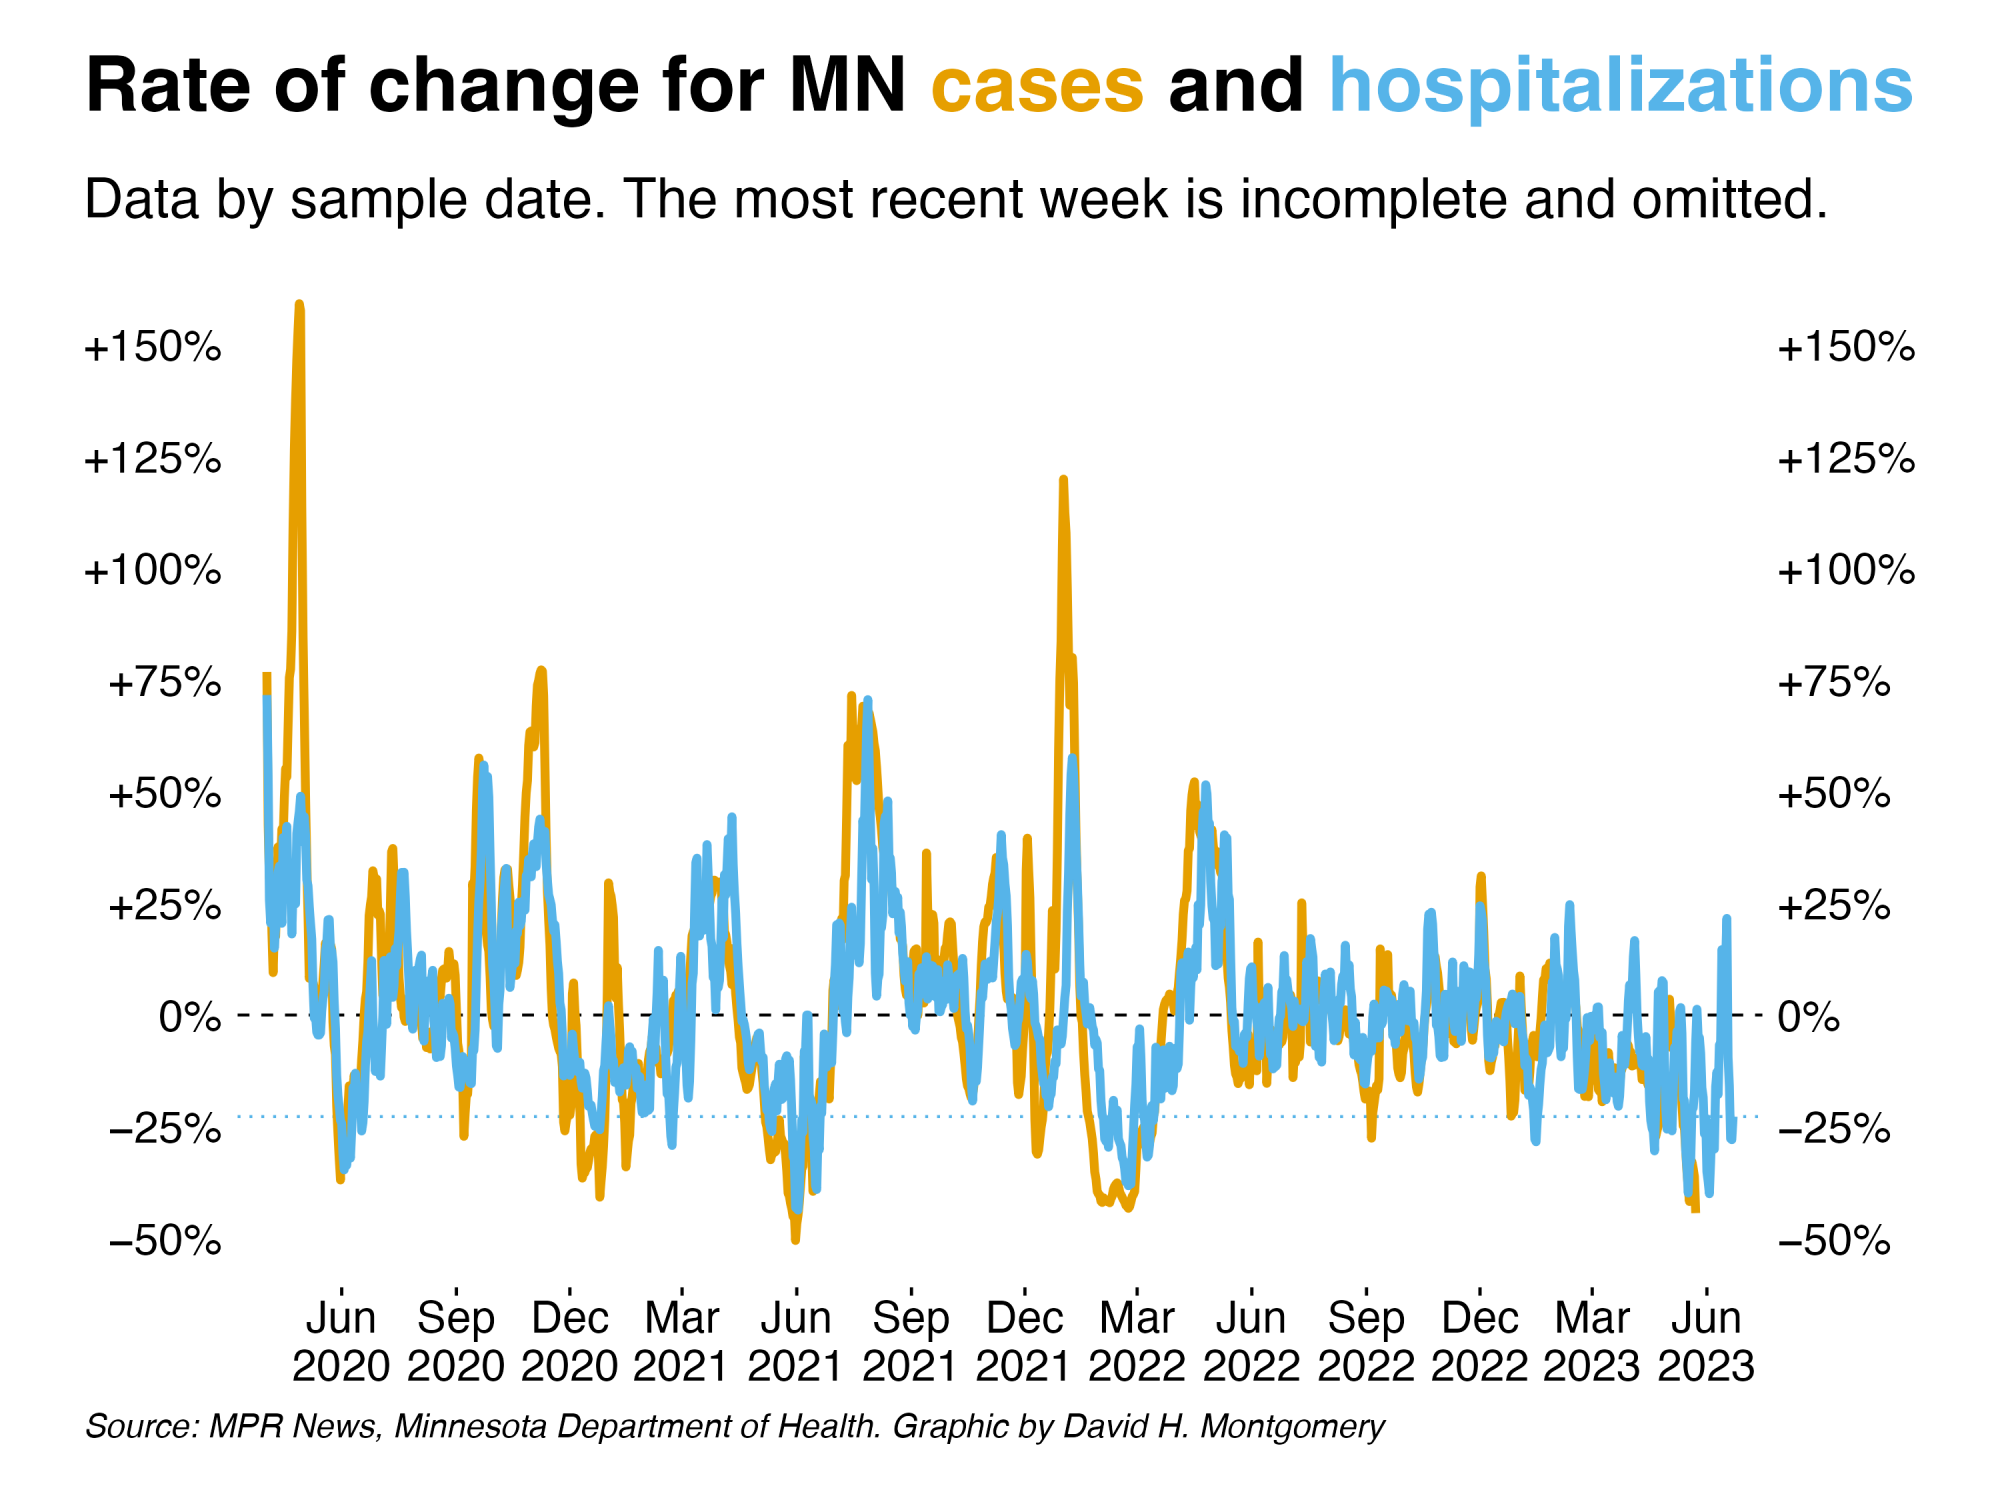 Rate of change for MN cases and hospitalizations
Data by sample date. The most recent week is incomplete and omitted.
+150% +150%
+125% +125%
+100% +100%
+75% +75%
+50% +50%
+25% +25%
0% 0%
−25% −25%
−50% −50%
Jun Sep Dec Mar Jun Sep Dec Mar Jun Sep Dec Mar Jun
2020 2020 2020 2021 2021 2021 2021 2022 2022 2022 2022 2023 2023
Source: MPR News, Minnesota Department of Health. Graphic by David H. Montgomery